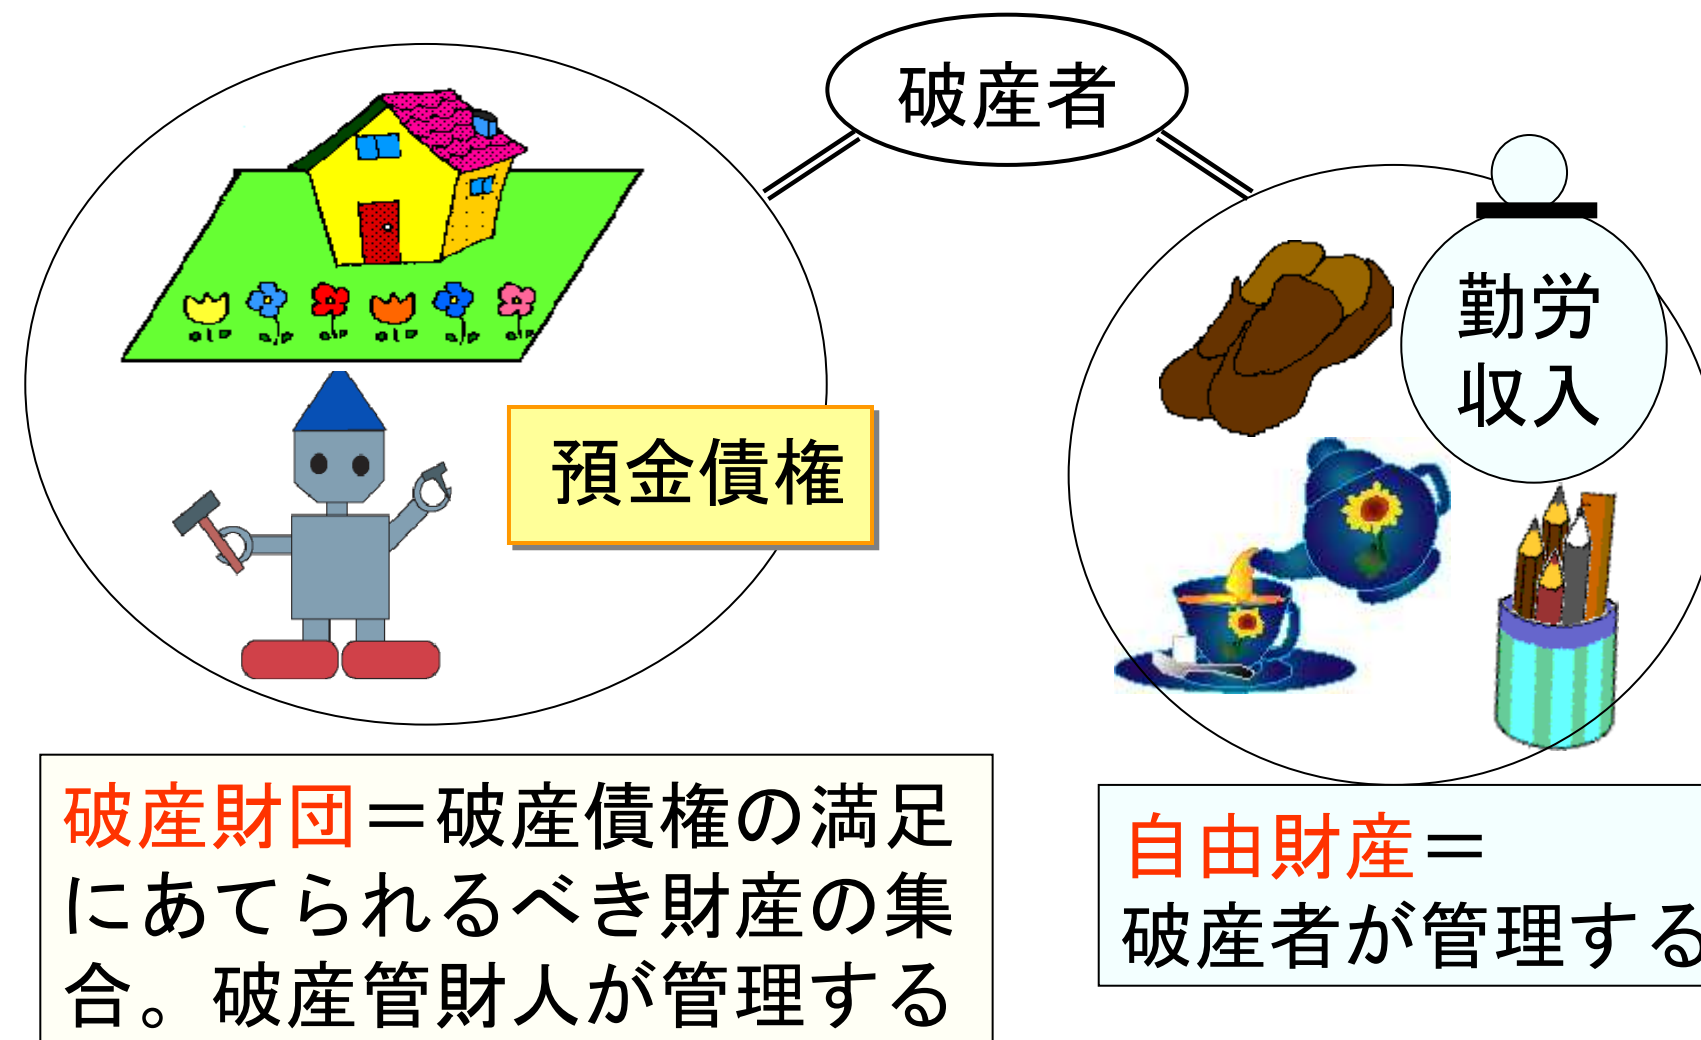 破産者
勤労
収入
預金債権
破産財団＝破産債権の満足
にあてられるべき財産の集
合。破産管財人が管理する
自由財産＝
破産者が管理する